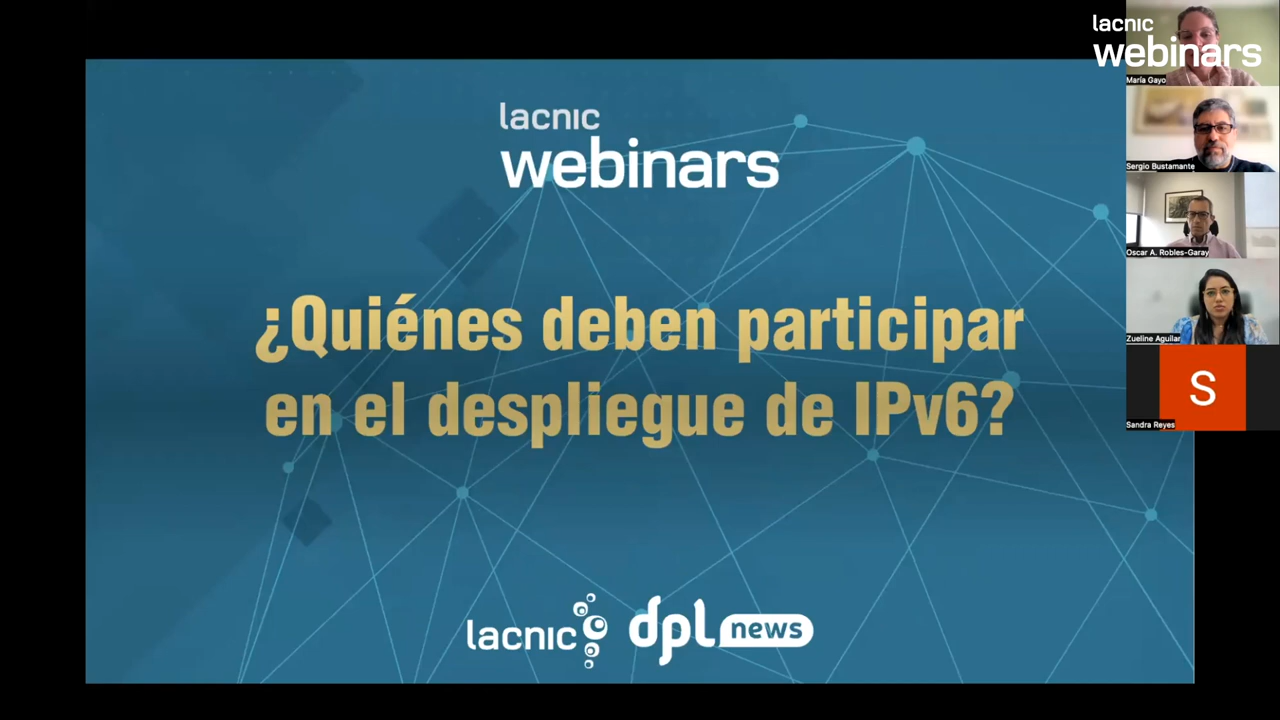 lacnic
webinars
¿Quiénes deben participar
en el despliegue de IPv6?
lacnic
dpl news
lacnic
webinars
María Gayo
Sergio Bustamante
Oscar A. Robles-Garay
Zueline Aguilar
S
Sandra Reyes